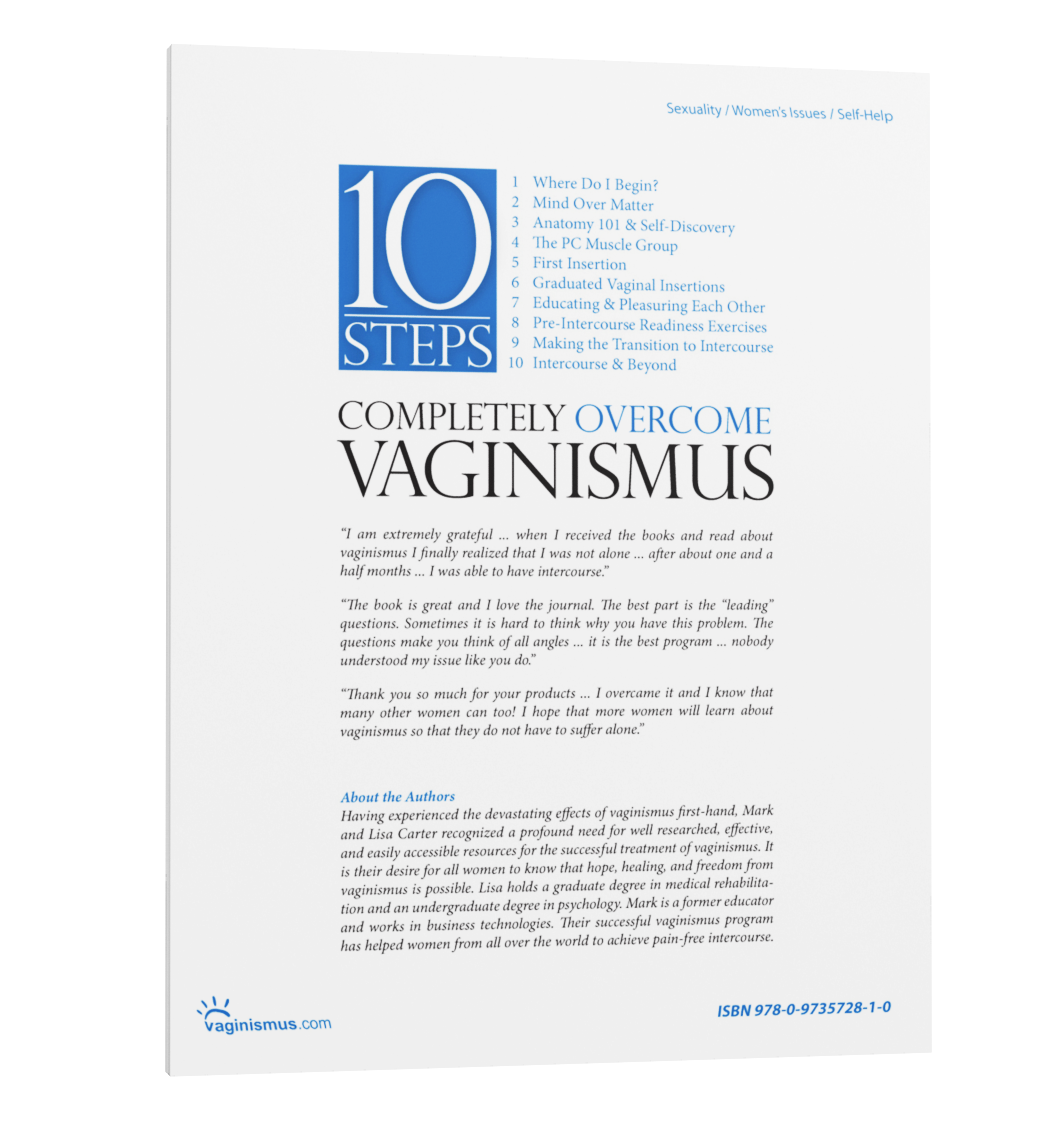 Sexuality / Women's Issues / Self-Help
10
STEPS
1 Where Do I Begin?
2 Mind Over Matter
3 Anatomy 101 & Self-Discovery
4 The PC Muscle Group
5 First Insertion
6 Graduated Vaginal Insertions
7 Educating & Pleasuring Each Other
8 Pre-Intercourse Readiness Exercises
9 Making the Transition to Intercourse
10 Intercourse & Beyond
COMPLETELY OVERCOME
VAGINISMUS
“I am extremely grateful ... when I received the books and read about
vaginismus I finally realized that I was not alone ... after about one and a
half months ... I was able to have intercourse.”
“The book is great and I love the journal. The best part is the “leading”
questions. Sometimes it is hard to think why you have this problem. The
questions make you think of all angles ... it is the best program ... nobody
understood my issue like you do.”
“Thank you so much for your products ... I overcame it and I know that
many other women can too! I hope that more women will learn about
vaginismus so that they do not have to suffer alone.”
About the Authors
Having experienced the devastating effects of vaginismus first-hand, Mark
and Lisa Carter recognized a profound need for well researched, effective,
and easily accessible resources for the successful treatment of vaginismus. It
is their desire for all women to know that hope, healing, and freedom from
vaginismus is possible. Lisa holds a graduate degree in medical rehabilita-
tion and an undergraduate degree in psychology. Mark is a former educator
and works in business technologies. Their successful vaginismus program
has helped women from all over the world to achieve pain-free intercourse.
vaginismus.com
ISBN 978-0-9735728-1-0